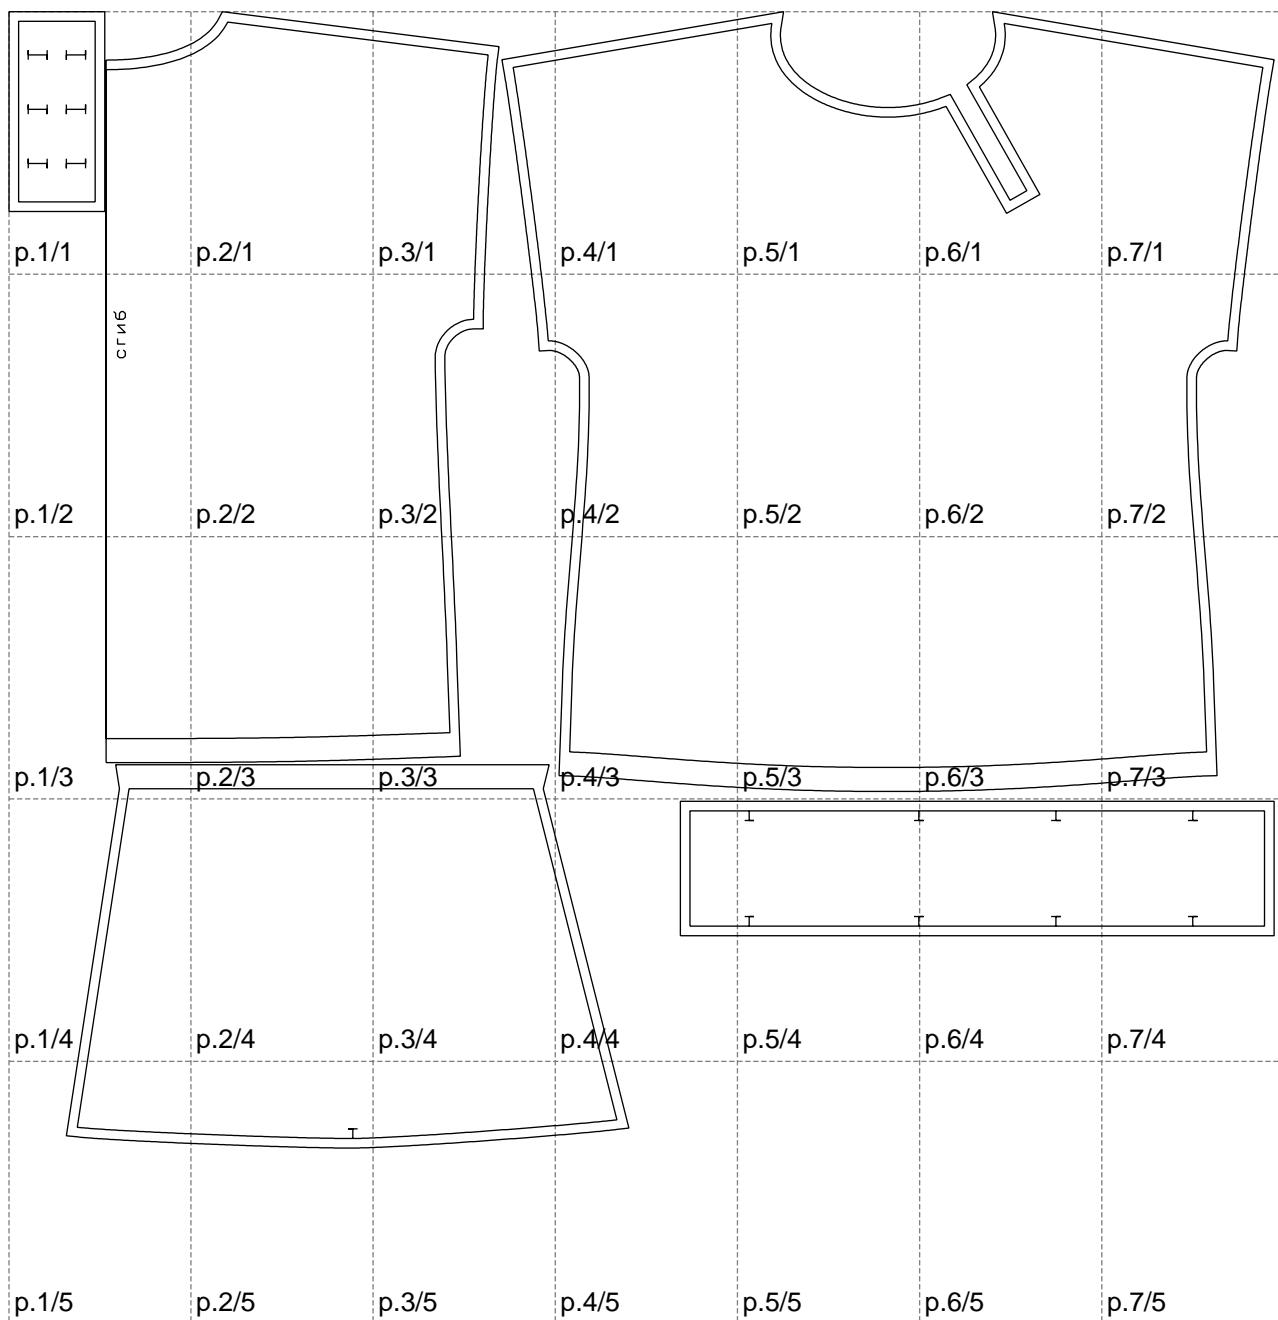 p.1/1 p.2/1 p.3/1 p.4/1 p.5/1 p.6/1 p.7/1
сгиб
p.1/2 p.2/2 p.3/2 p.4/2 p.5/2 p.6/2 p.7/2
p.1/3 p.2/3 p.3/3 p.4/3 p.5/3 p.6/3 p.7/3
p.1/4 p.2/4 p.3/4 p.4/4 p.5/4 p.6/4 p.7/4
p.1/5 p.2/5 p.3/5 p.4/5 p.5/5 p.6/5 p.7/5